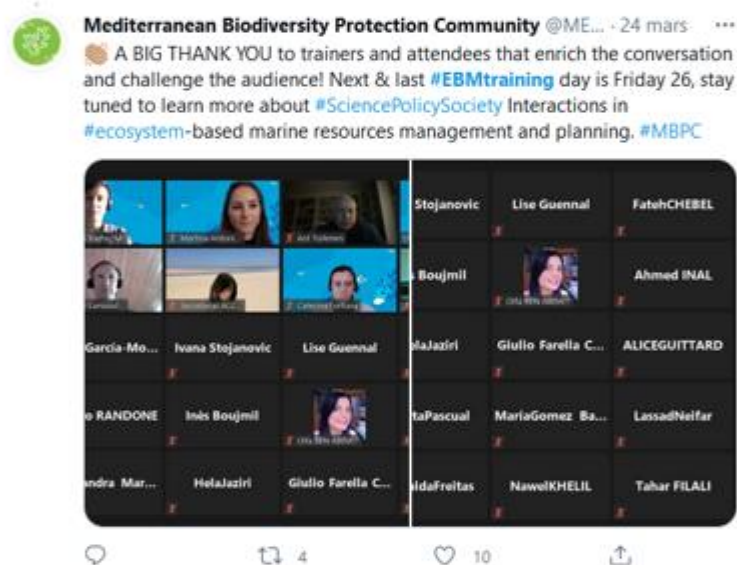 Mediterranean Biodiversity Protection Community @ME... · 24 mars
A BIG THANK YOU to trainers and attendees that enrich the conversation
and challenge the audience! Next & last #EBMtraining day is Friday 26, stay
tuned to learn more about #SciencePolicySociety Interactions in
#ecosystem-based marine resources management and planning. #MBPC
Stojanovic Lise Guennal FatehCHEBEL
Boujmil Ahmed INAL
García-Mo... Ivana Stojanovic Lise Guennal
laJaziri Giulio Farella C... ALICEGUITTARD
o RANDONE Inès Boujmil
taPascual MariaGomez Ba... LassadNeifar
andra Mar... HelaJaziri Giulio Farella C...
ldaFreitas NawelKHELIL Tahar FILALI
4 10